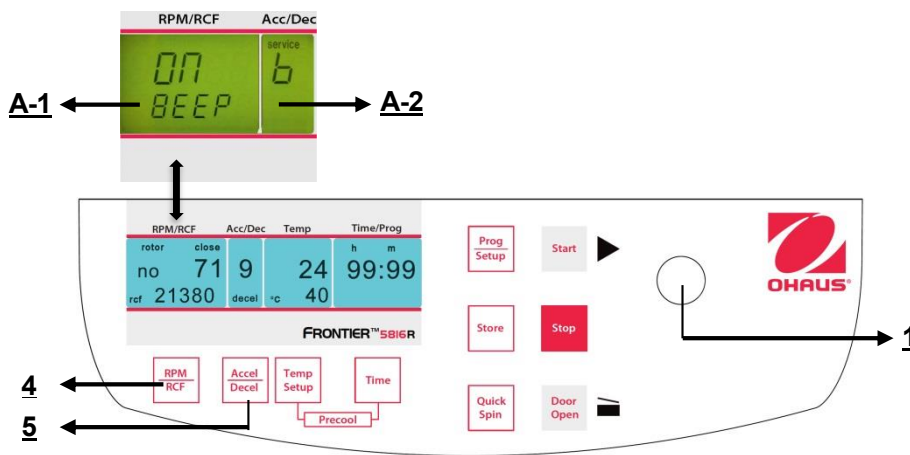 RPM/RCF Acc/Dec
service
ON b
BEEP
A-1 A-2
RPM/RCF Acc/Dec Temp Time/Prog
rotor close h m
no 71 9 24 99:99
rcf 21380 decel °C 40
FRONTIER™ 5816R
Prog
Setup
Start
OHAUS®
Store
Stop
1
4
RPM
RCF
Accel
Decel
Temp
Setup
Time
Precool
5
Quick
Spin
Door
Open